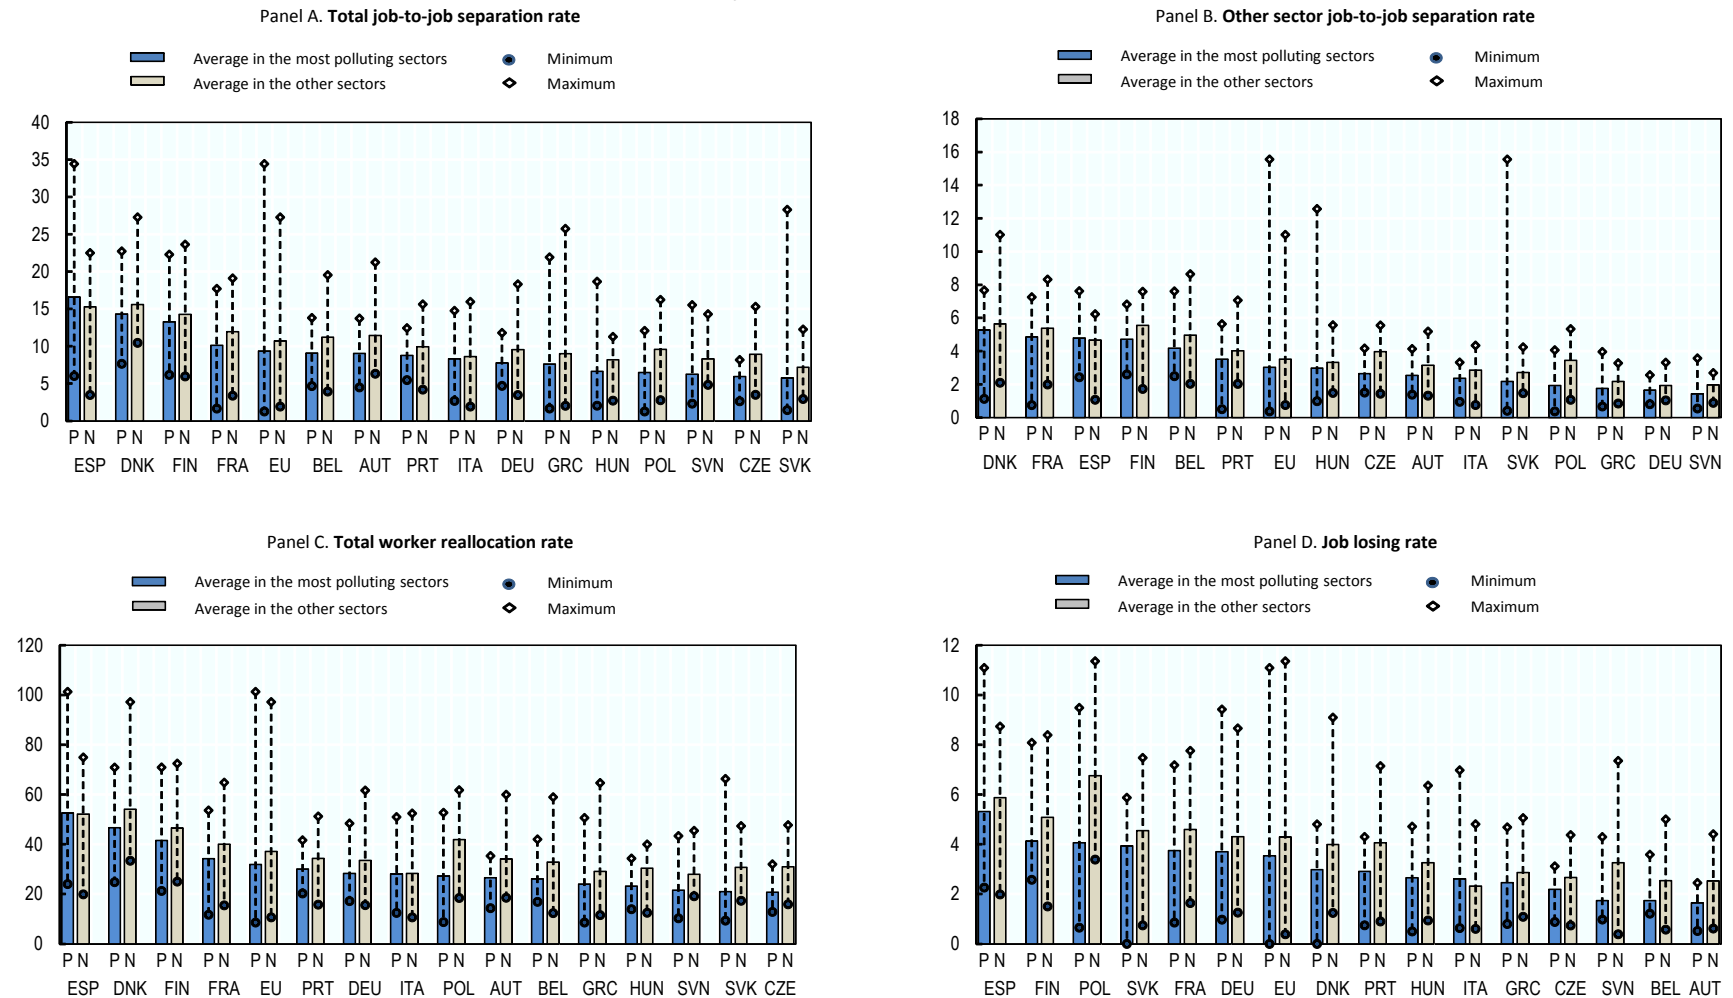 Panel A. Total job-to-job separation rate
Average in the most polluting sectors Minimum
Average in the other sectors Maximum
40
35
30
25
20
15
10
5
0
P N P N P N P N P N P N P N P N P N P N P N P N P N P N P N P N
ESP DNK FIN FRA EU BEL AUT PRT ITA DEU GRC HUN POL SVN CZE SVK
Panel B. Other sector job-to-job separation rate
Average in the most polluting sectors Minimum
Average in the other sectors Maximum
18
16
14
12
10
8
6
4
2
0
P N P N P N P N P N P N P N P N P N P N P N P N P N P N P N P N
DNK FRA ESP FIN BEL PRT EU HUN CZE AUT ITA SVK POL GRC DEU SVN
Panel C. Total worker reallocation rate
Average in the most polluting sectors Minimum
Average in the other sectors Maximum
120
100
80
60
40
20
0
P N P N P N P N P N P N P N P N P N P N P N P N P N P N P N P N
ESP DNK FIN FRA EU PRT DEU ITA POL AUT BEL GRC HUN SVN SVK CZE
Panel D. Job losing rate
Average in the most polluting sectors Minimum
Average in the other sectors Maximum
12
10
8
6
4
2
0
P N P N P N P N P N P N P N P N P N P N P N P N P N P N P N P N
ESP FIN POL SVK FRA DEU EU DNK PRT HUN ITA GRC CZE SVN BEL AUT